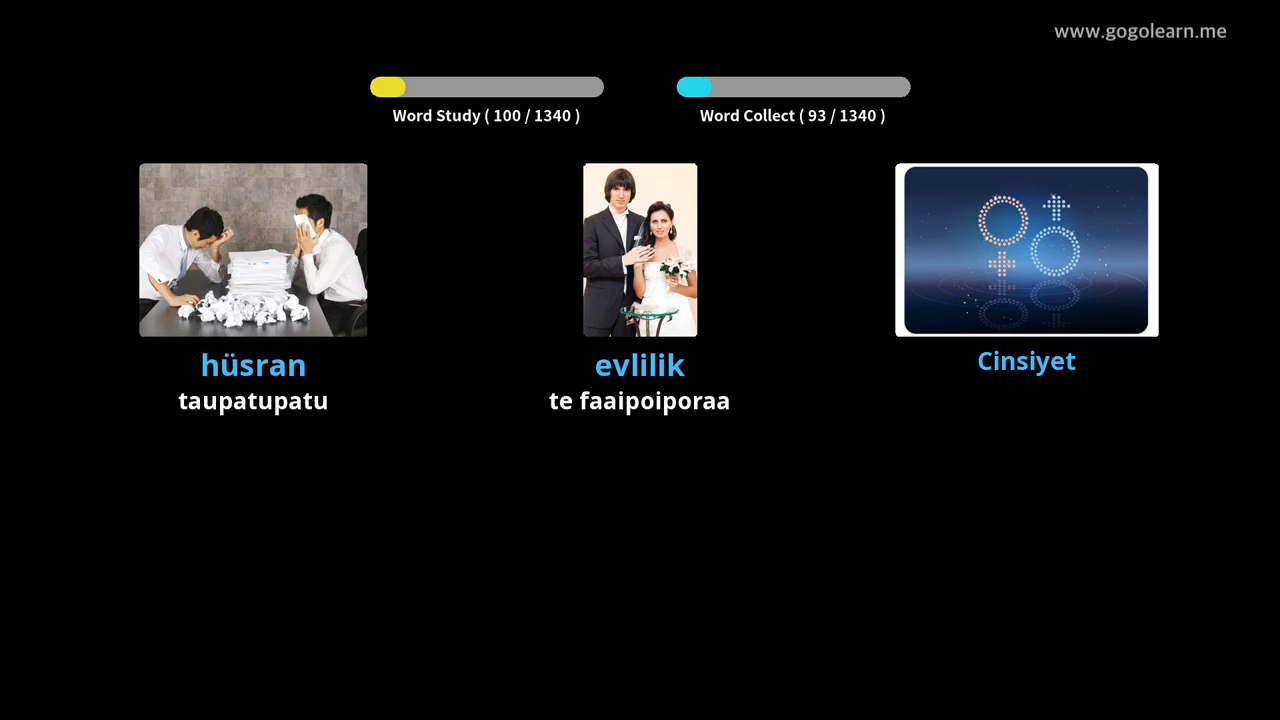 www.gogolearn.me
Word Study ( 100 / 1340 )
Word Collect ( 93 / 1340 )
hüsran
taupatupatu
evlilik
te faaipoiporaa
Cinsiyet